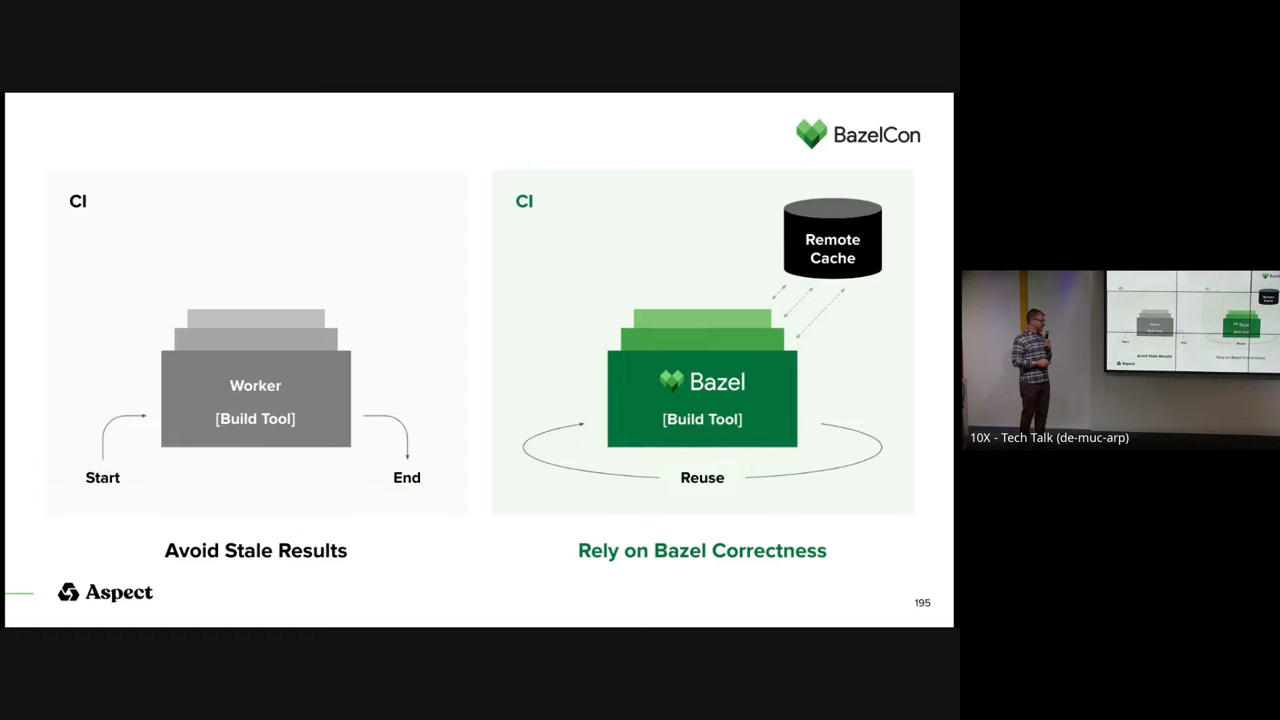 BazelCon
CI
Worker
[Build Tool]
Start
End
Avoid Stale Results
CI
Remote
Cache
Bazel
[Build Tool]
Reuse
Rely on Bazel Correctness
Aspect
195
10X - Tech Talk (de-muc-arp)